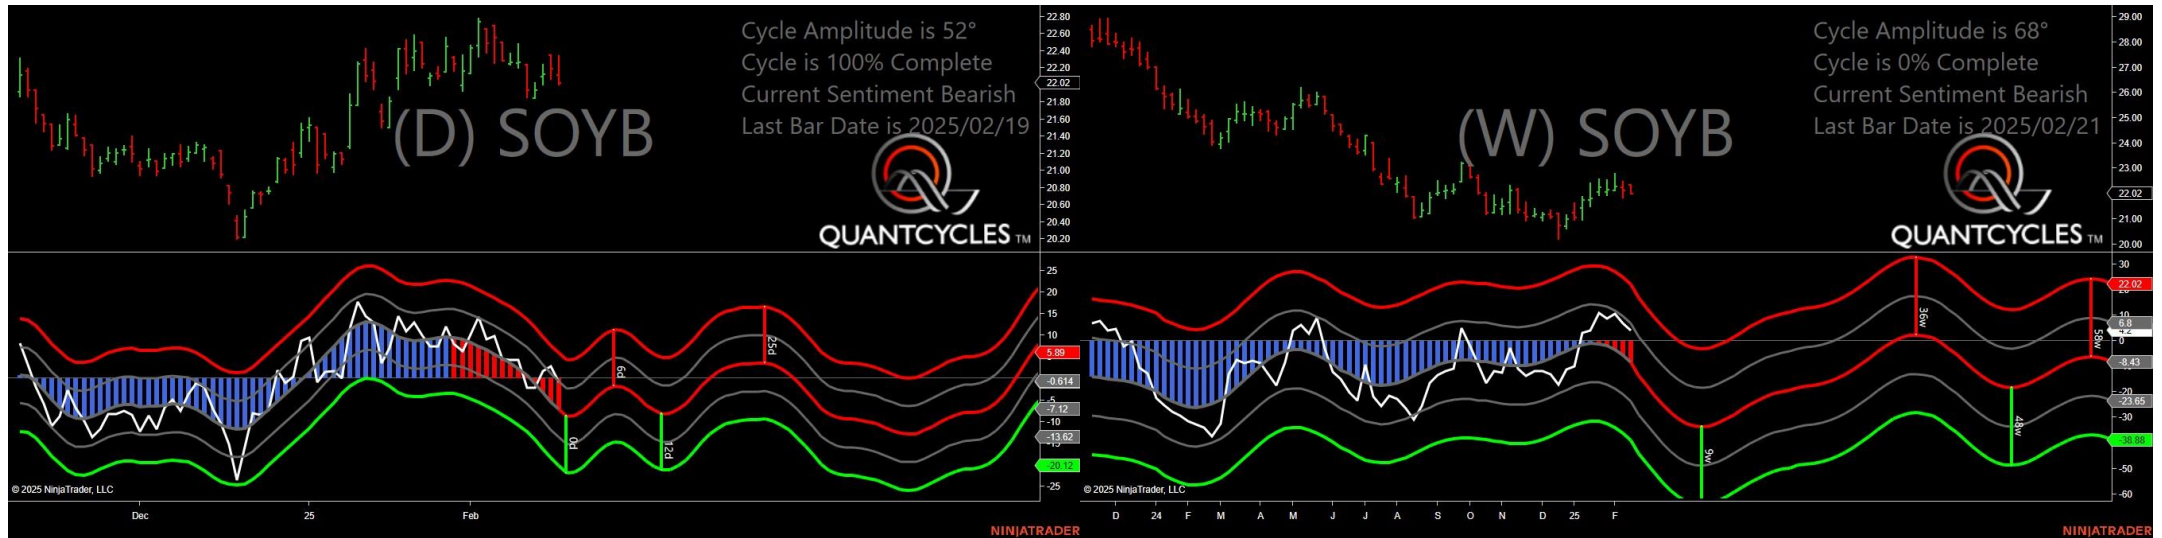 Cycle Amplitude is 52°
Cycle is 100% Complete
Current Sentiment Bearish
Last Bar Date is 2025/02/19
(D) SOYB
QUANTCYCLES TM
22.80
22.60
22.40
22.20
22.02
21.80
21.60
21.40
21.20
21.00
20.80
20.60
20.40
20.20
25
20
15
10
5.89
-0.614
-5
-7.12
-10
-13.62
-15
-20.12
-25
0d
6d
12d
25d
© 2025 NinjaTrader, LLC
Dec
25
Feb
NINJATRADER
Cycle Amplitude is 68°
Cycle is 0% Complete
Current Sentiment Bearish
Last Bar Date is 2025/02/21
(W) SOYB
QUANTCYCLES TM
29.00
28.00
27.00
26.00
25.00
24.00
23.00
22.02
21.00
20.00
30
22.02
10
6.8
4.2
0
-8.43
-20
-23.65
-30
-38.88
-50
-60
9w
36w
48w
58w
© 2025 NinjaTrader, LLC
D
24
F
M
A
M
J
J
A
S
O
N
D
25
F
NINJATRADER